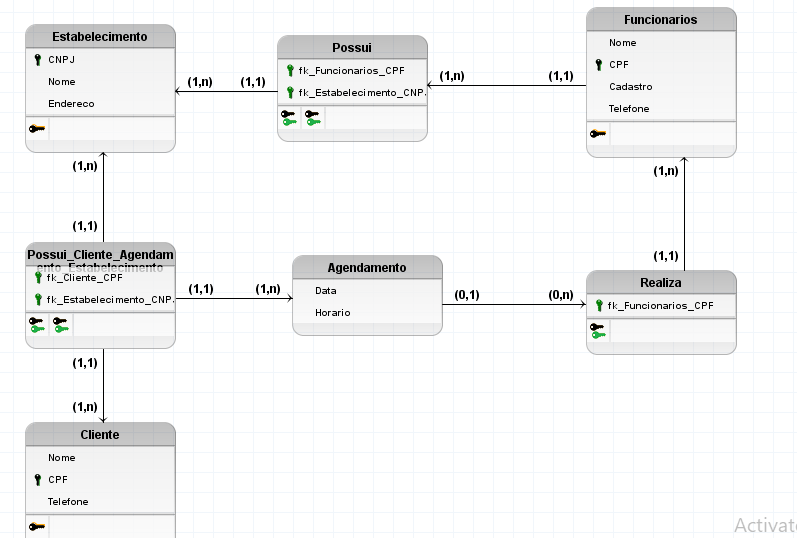 Estabelecimento
CNPJ
Nome
Endereco
(1,n)
(1,1)
Possui
fk_Funcionarios_CPF
fk_Estabelecimento_CNP.
(1,n)
(1,1)
Funcionarios
Nome
CPF
Cadastro
Telefone
(1,n)
(1,1)
(1,n)
(1,1)
Possui_Cliente_Agendam
ento_Estabelecimento
fk_Cliente_CPF
fk_Estabelecimento_CNP.
(1,1)
(1,n)
Agendamento
Data
Horario
(0,1)
(0,n)
Realiza
fk_Funcionarios_CPF
(1,1)
(1,n)
Cliente
Nome
CPF
Telefone
Activat